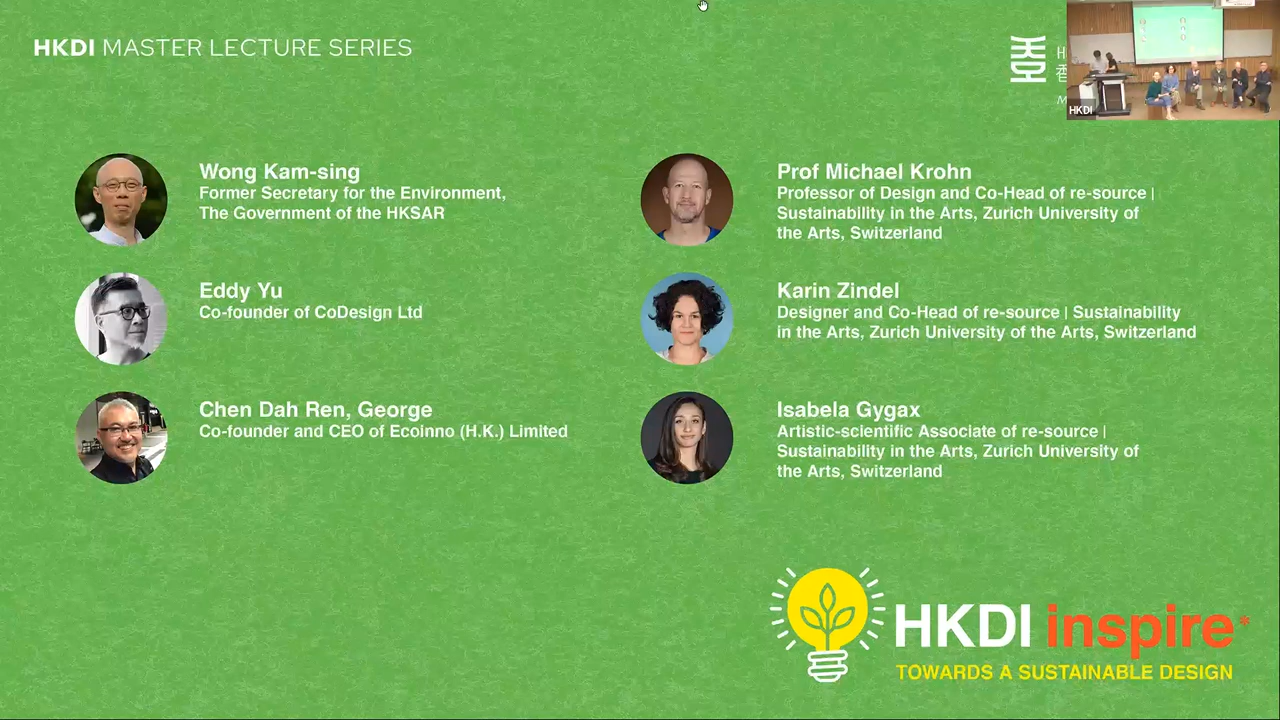 HKDI MASTER LECTURE SERIES
香
HKDI
Wong Kam-sing
Former Secretary for the Environment,
The Government of the HKSAR
Eddy Yu
Co-founder of CoDesign Ltd
Chen Dah Ren, George
Co-founder and CEO of Ecoinno (H.K.) Limited
Prof Michael Krohn
Professor of Design and Co-Head of re-source |
Sustainability in the Arts, Zurich University of
the Arts, Switzerland
Karin Zindel
Designer and Co-Head of re-source | Sustainability
in the Arts, Zurich University of the Arts, Switzerland
Isabela Gygax
Artistic-scientific Associate of re-source |
Sustainability in the Arts, Zurich University of
the Arts, Switzerland
HKDI inspire*
TOWARDS A SUSTAINABLE DESIGN